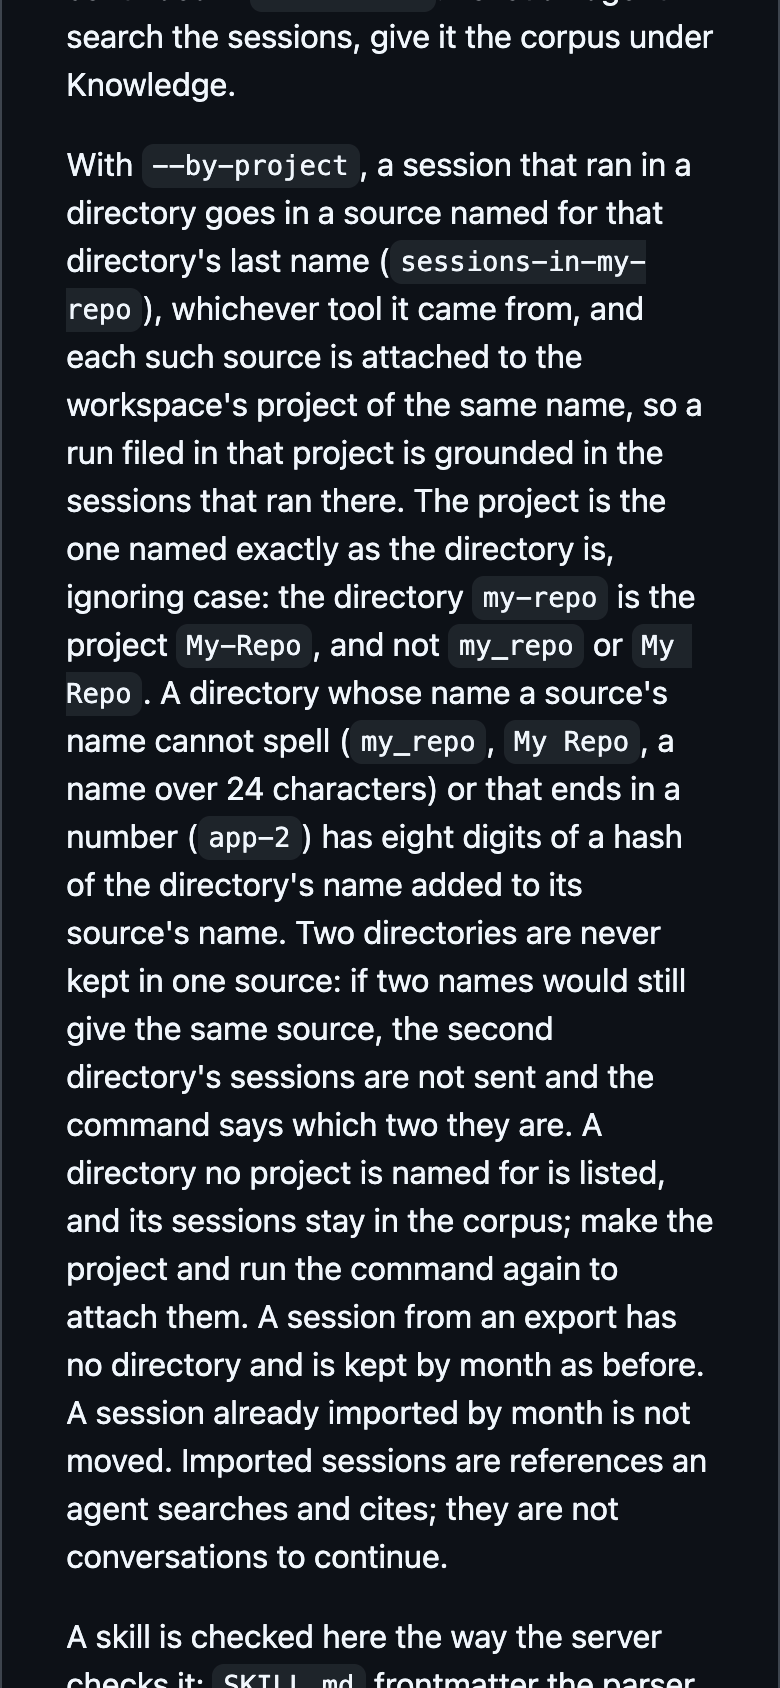 search the sessions, give it the corpus under
Knowledge.
With --by-project, a session that ran in a
directory goes in a source named for that
directory's last name (sessions-in-my-
repo), whichever tool it came from, and
each such source is attached to the
workspace's project of the same name, so a
run filed in that project is grounded in the
sessions that ran there. The project is the
one named exactly as the directory is,
ignoring case: the directory my-repo is the
project My-Repo, and not my_repo or My
Repo. A directory whose name a source's
name cannot spell (my_repo, My Repo, a
name over 24 characters) or that ends in a
number (app-2) has eight digits of a hash
of the directory's name added to its
source's name. Two directories are never
kept in one source: if two names would still
give the same source, the second
directory's sessions are not sent and the
command says which two they are. A
directory no project is named for is listed,
and its sessions stay in the corpus; make the
project and run the command again to
attach them. A session from an export has
no directory and is kept by month as before.
A session already imported by month is not
moved. Imported sessions are references an
agent searches and cites; they are not
conversations to continue.
A skill is checked here the way the server
checks it: SKILL.md frontmatter the parser